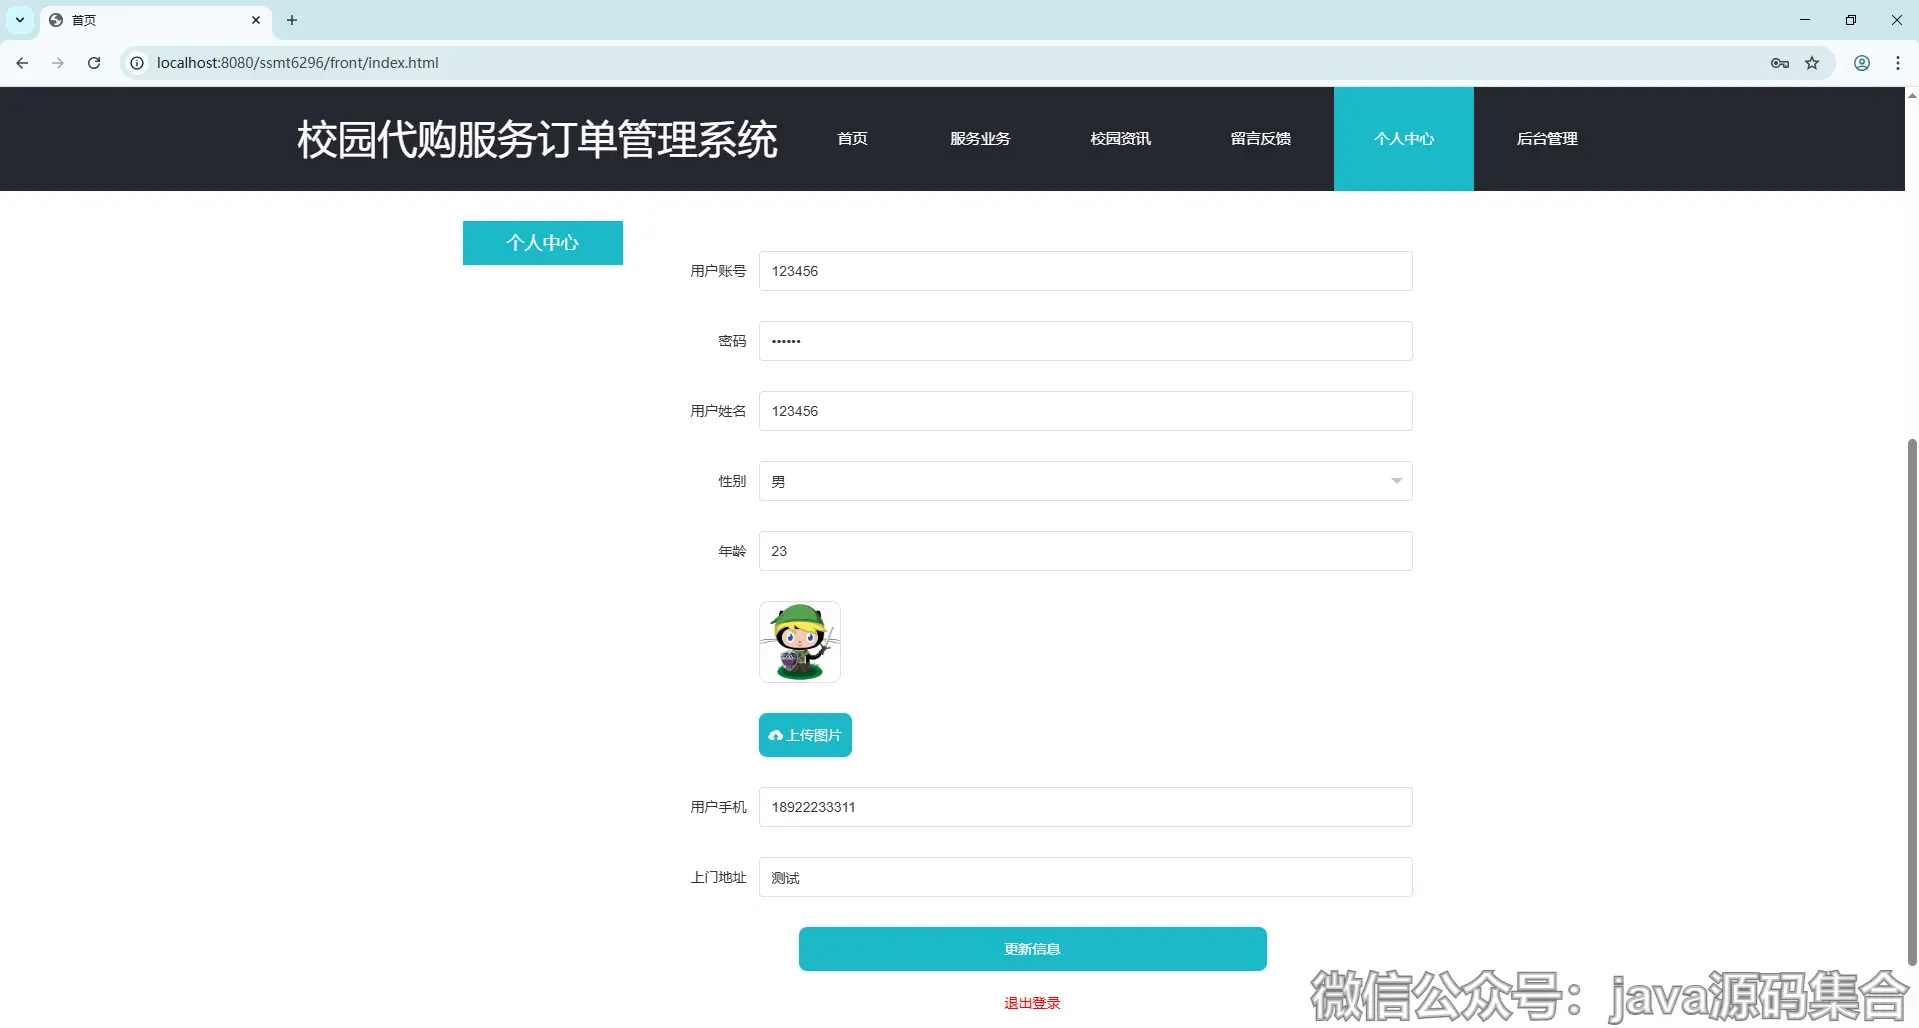 首页
localhost:8080/ssmt6296/front/index.html
校园代购服务订单管理系统 首页 服务业务 校园资讯 留言反馈 个人中心 后台管理
个人中心
用户账号 123456
密码 ••••••
用户姓名 123456
性别 男
年龄 23
上传图片
用户手机 18922233311
上门地址 测试
更新信息
退出登录
微信公众号：java源码集合